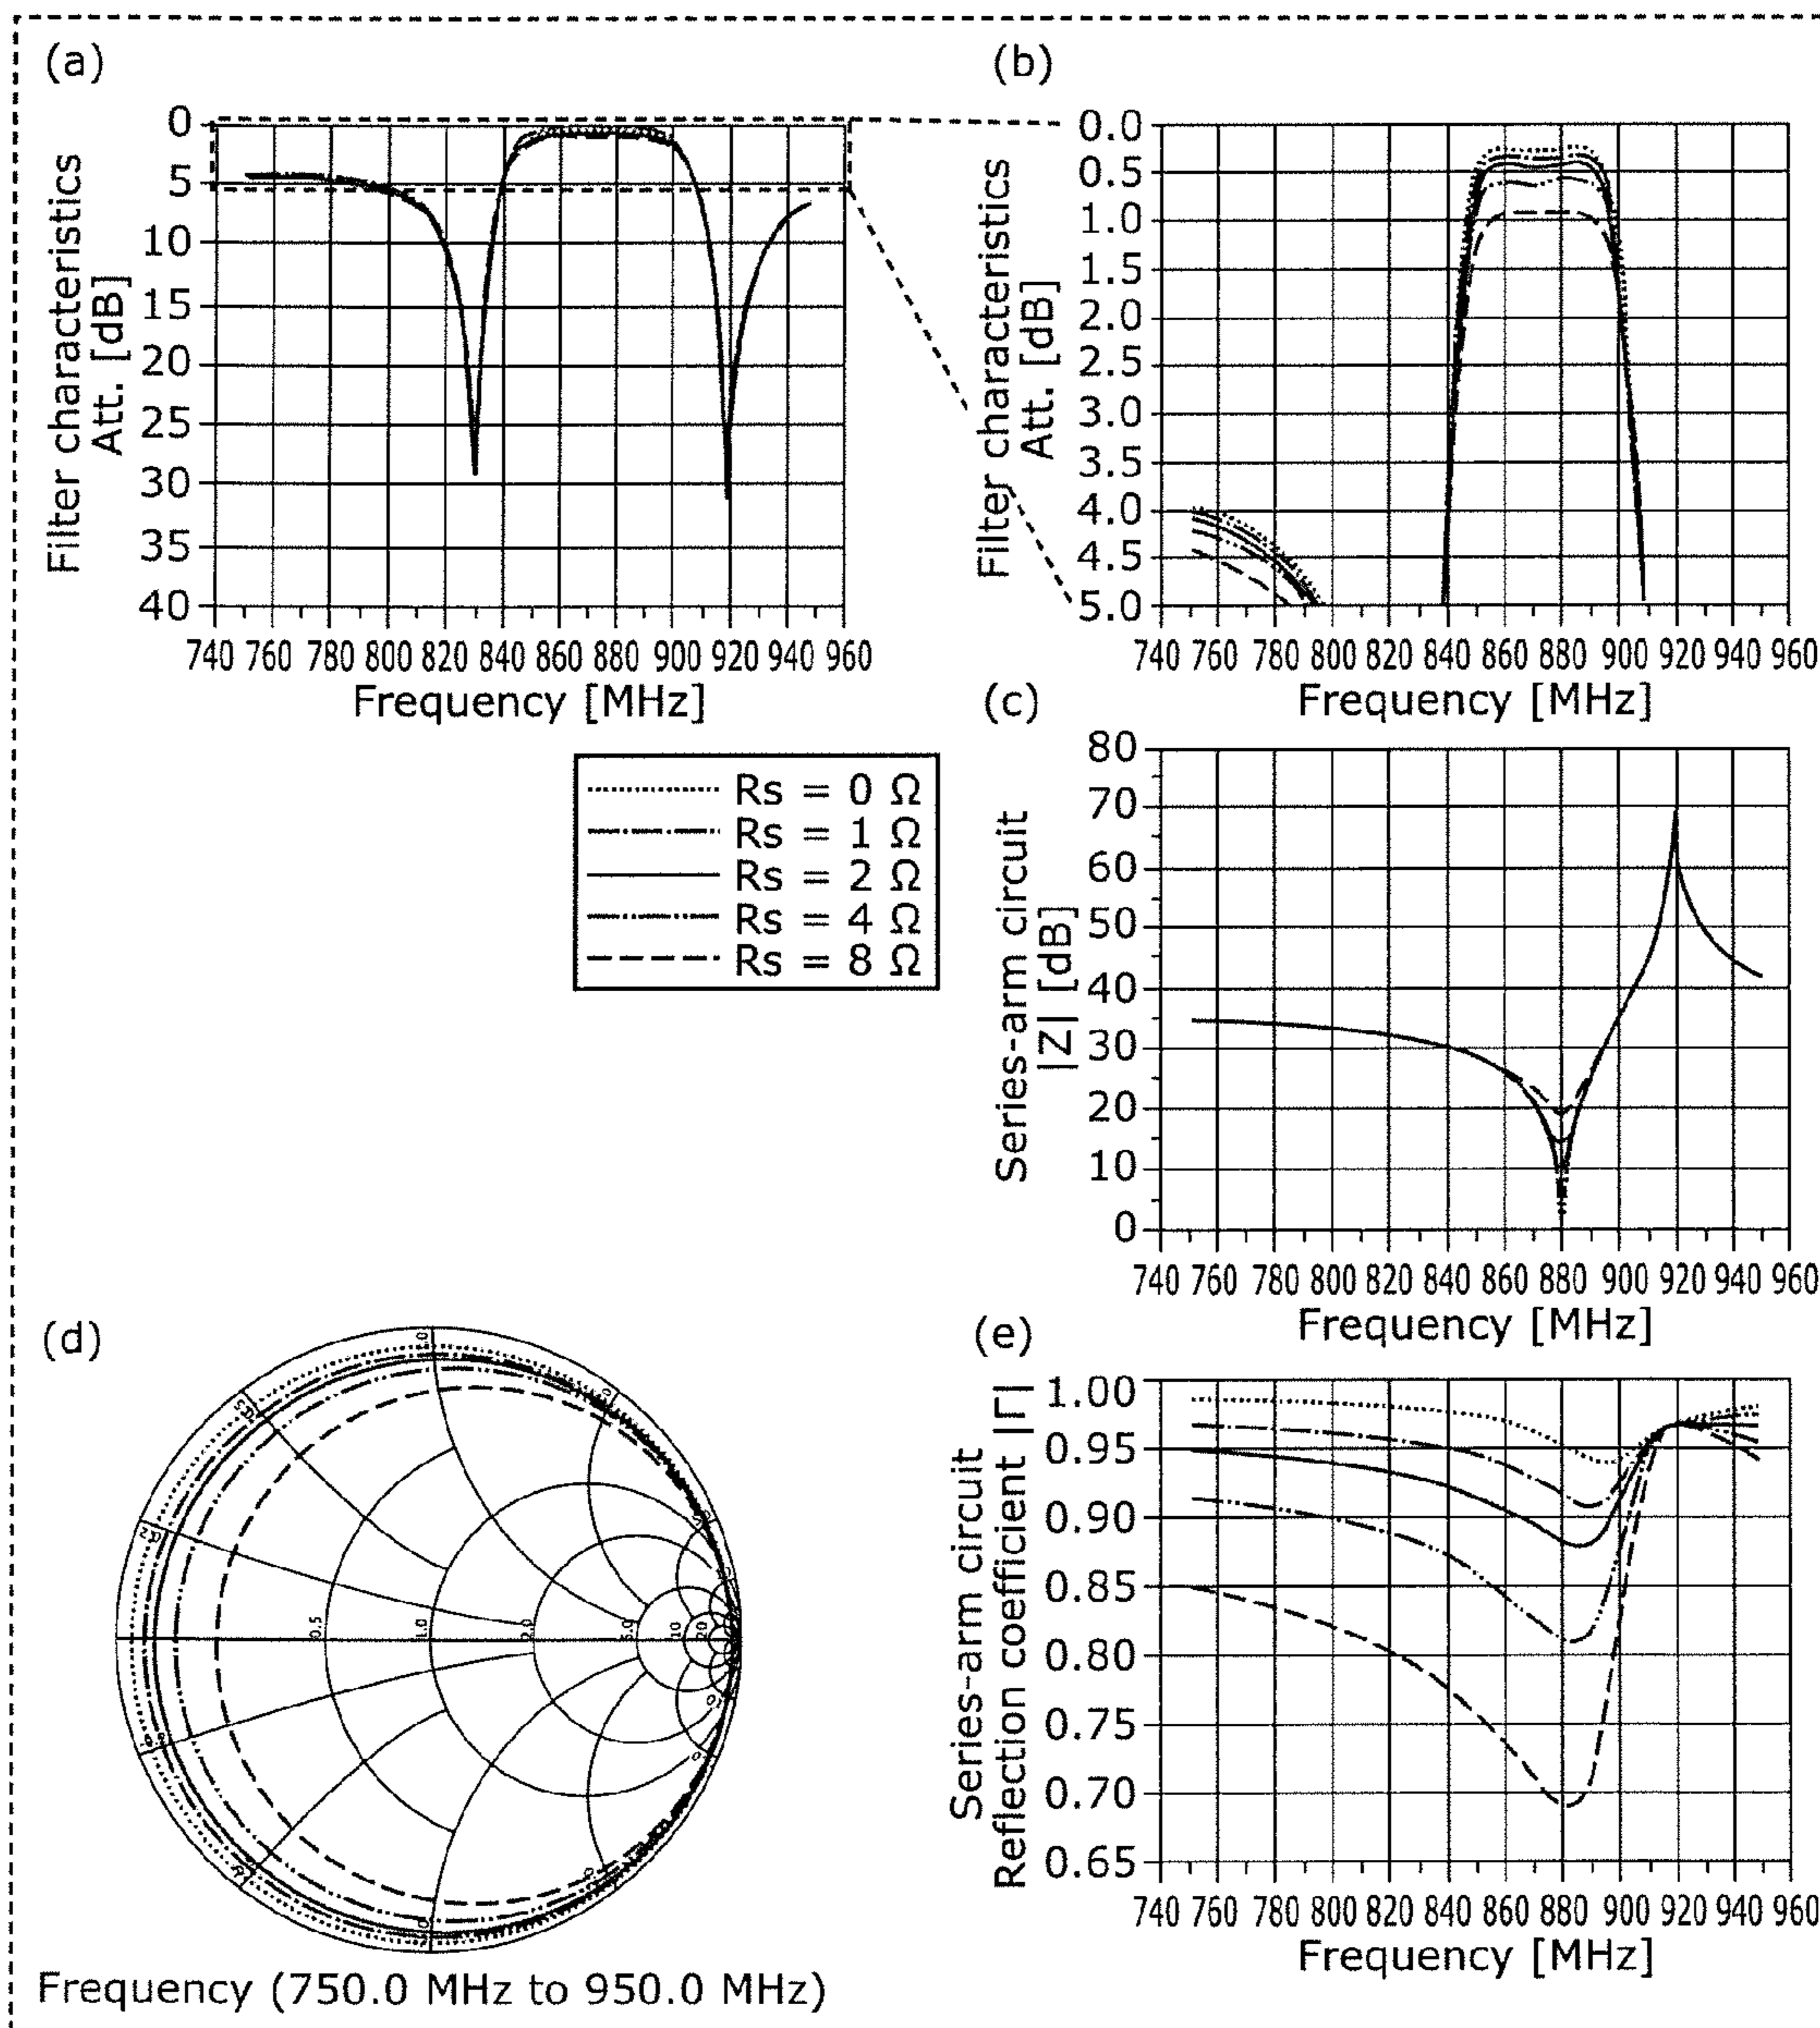 (a)
Filter characteristics
Att. [dB]
0
5
10
15
20
25
30
35
40
740 760 780 800 820 840 860 880 900 920 940 960
Frequency [MHz]
(b)
Filter characteristics
Att. [dB]
0.0
0.5
1.0
1.5
2.0
2.5
3.0
3.5
4.0
4.5
5.0
740 760 780 800 820 840 860 880 900 920 940 960
Frequency [MHz]
Rs = 0 Ω
Rs = 1 Ω
Rs = 2 Ω
Rs = 4 Ω
Rs = 8 Ω
(c)
Series-arm circuit
|Z| [dB]
80
70
60
50
40
30
20
10
0
740 760 780 800 820 840 860 880 900 920 940 960
Frequency [MHz]
(d)
0.5
1.0
2.0
5.0
10
20
Frequency (750.0 MHz to 950.0 MHz)
(e)
Series-arm circuit
Reflection coefficient |Γ|
1.00
0.95
0.90
0.85
0.80
0.75
0.70
0.65
740 760 780 800 820 840 860 880 900 920 940 960
Frequency [MHz]